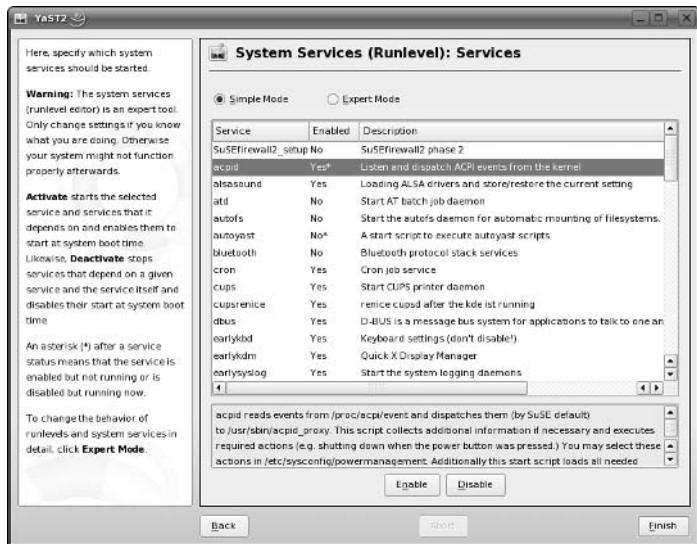 YaST2
Here, specify which system
services should be started.
Warning: The system services
(runlevel editor) is an expert tool.
Only change settings if you know
what you are doing. Otherwise
your system might not function
properly afterwards.
Activate starts the selected
service and services that it
depends on and enables them to
start at system boot time.
Likewise, Deactivate stops
services that depend on a given
service and the service itself and
disables their start at system boot
time
An asterisk (*) after a service
status means that the service is
enabled but not running or is
disabled but running now.
To change the behavior of
runlevels and system services in
detail, click Expert Mode.
System Services (Runlevel): Services
Simple Mode Expert Mode
Service Enabled Description
SuSEfirewall2_setup No SuSEfirewall2 phase 2
acpid Yes* Listen and dispatch ACPI events from the kernel
alsasound Yes Loading ALSA drivers and store/restore the current setting
atd No Start AT batch job daemon
autofs No Start the autofs daemon for automatic mounting of filesystems.
autoyast No* A start script to execute autoyast scripts
bluetooth No Bluetooth protocol stack services
cron Yes Cron job service
cups Yes Start CUPS printer daemon
cupsrenice Yes renice cupsd after the kde ist running
dbus Yes D-BUS is a message bus system for applications to talk to one an
earlykbd Yes Keyboard settings (don't disable!)
earlykdm Yes Quick X Display Manager
earlysyslog Yes Start the system logging daemons
acpid reads events from /proc/acpi/event and dispatches them (by SuSE default)
to /usr/sbin/acpid_proxy. This script collects additional information if necessary and executes
required actions (e.g. shutting down when the power button was pressed.) You may select these
actions in /etc/sysconfig/powermanagement. Additionally this start script loads all needed
Enable Disable
Back Abort Finish